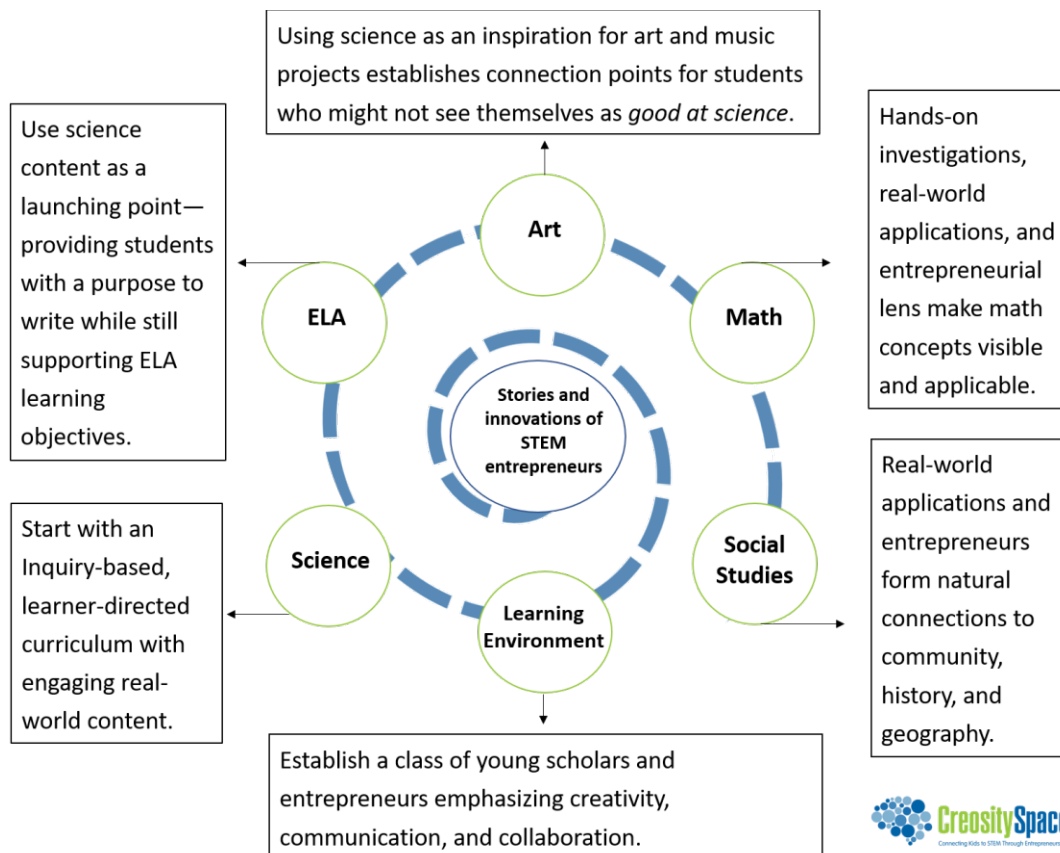 Using science as an inspiration for art and music
projects establishes connection points for students
who might not see themselves as good at science.
Use science
content as a
launching point—
providing students
with a purpose to
write while still
supporting ELA
learning
objectives.
Hands-on
investigations,
real-world
applications, and
entrepreneurial
lens make math
concepts visible
and applicable.
Art
ELA
Math
Stories and
innovations of
STEM
entrepreneurs
Science
Social
Studies
Learning
Environment
Start with an
Inquiry-based,
learner-directed
curriculum with
engaging real-
world content.
Real-world
applications and
entrepreneurs
form natural
connections to
community,
history, and
geography.
Establish a class of young scholars and
entrepreneurs emphasizing creativity,
communication, and collaboration.
CreositySpace
Connecting Kids to STEM Through